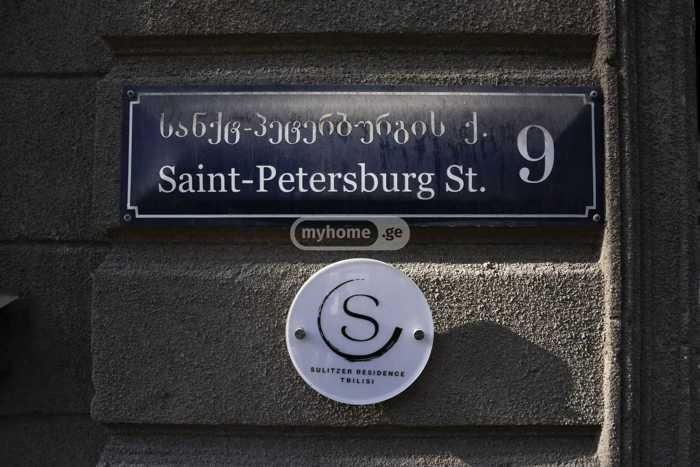 სანქტ-პეტერბურგის ქ.
Saint-Petersburg St.
9
myhome.ge
S
SULITZER RESIDENCE
TBILISI